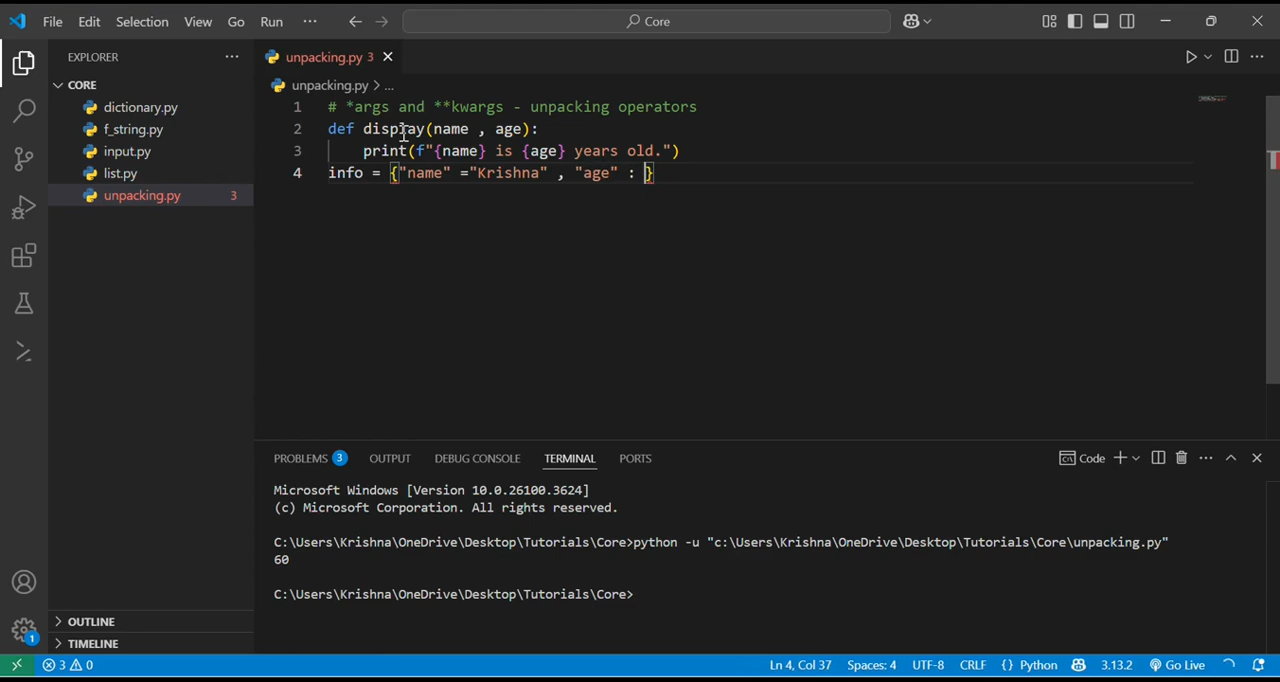 File Edit Selection View Go Run ··· Core
EXPLORER ···
unpacking.py 3
CORE
unpacking.py > ...
dictionary.py
f_string.py
input.py
list.py
unpacking.py 3
1 # *args and **kwargs - unpacking operators
2 def display(name , age):
3 print(f"{name} is {age} years old.")
4 info = {"name" ="Krishna" , "age" : }
PROBLEMS 3 OUTPUT DEBUG CONSOLE TERMINAL PORTS
Code
Microsoft Windows [Version 10.0.26100.3624]
(c) Microsoft Corporation. All rights reserved.
C:\Users\Krishna\OneDrive\Desktop\Tutorials\Core>python -u "c:\Users\Krishna\OneDrive\Desktop\Tutorials\Core\unpacking.py"
60
C:\Users\Krishna\OneDrive\Desktop\Tutorials\Core>
OUTLINE
TIMELINE
1
3 0 Ln 4, Col 37 Spaces: 4 UTF-8 CRLF {} Python 3.13.2 Go Live